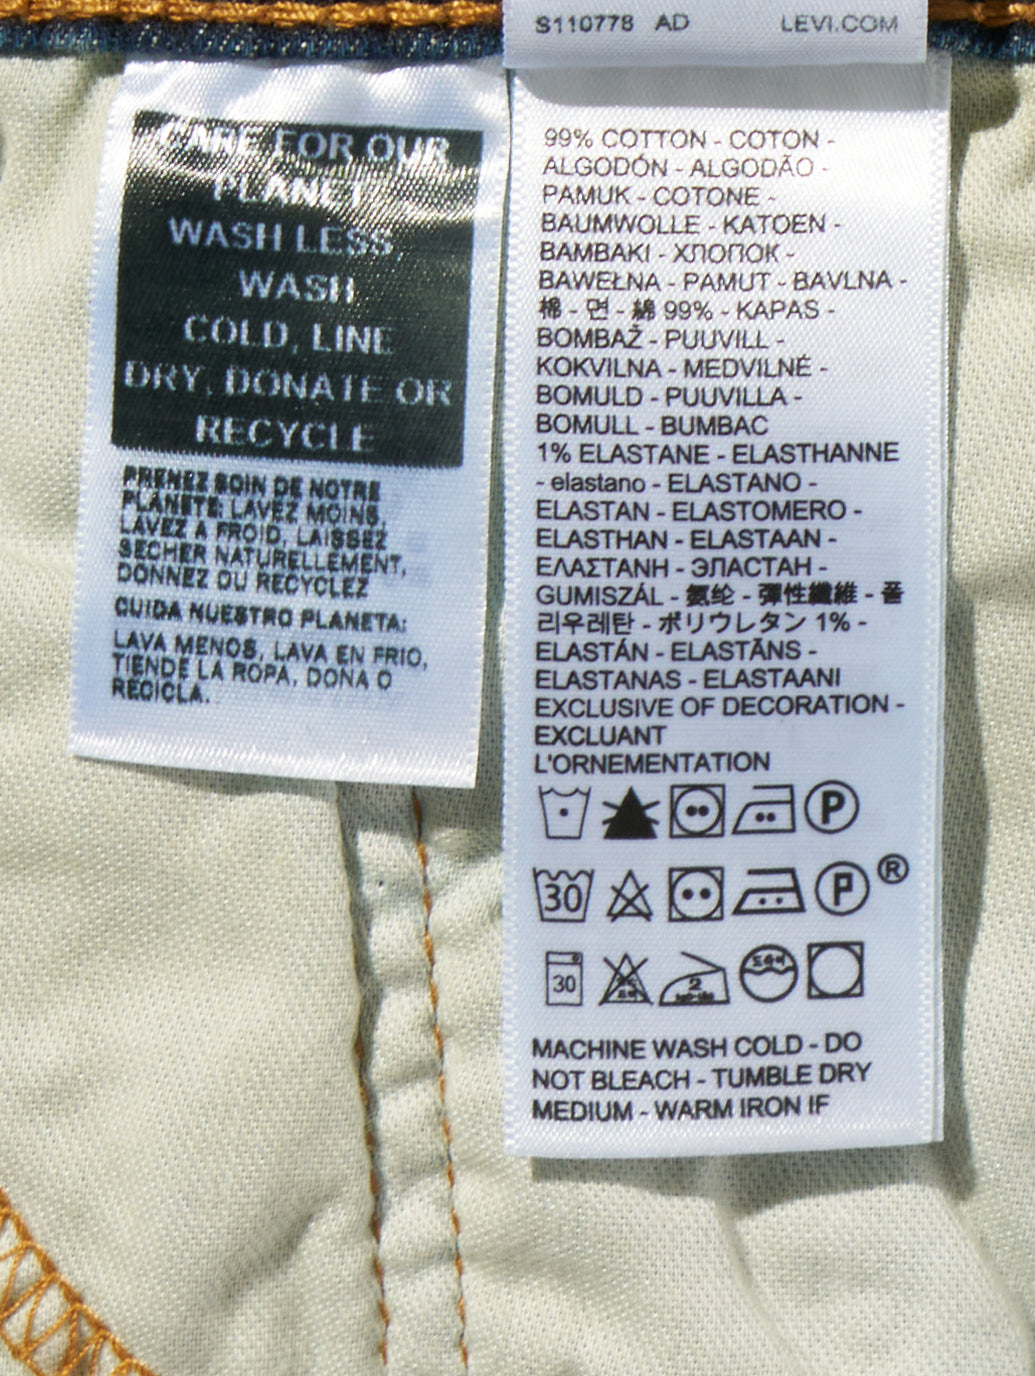 S110778 AD LEVI.COM
CARE FOR OUR
PLANET
WASH LESS,
WASH
COLD, LINE
DRY, DONATE OR
RECYCLE
PRENEZ SOIN DE NOTRE
PLANETE: LAVEZ MOINS,
LAVEZ A FROID, LAISSEZ
SECHER NATURELLEMENT,
DONNEZ OU RECYCLEZ
CUIDA NUESTRO PLANETA:
LAVA MENOS, LAVA EN FRIO,
TIENDE LA ROPA, DONA O
RECICLA.
99% COTTON - COTON -
ALGODÓN - ALGODÃO -
PAMUK - COTONE -
BAUMWOLLE - KATOEN -
BAMBAKI - ХЛОПОК -
BAWEŁNA - PAMUT - BAVLNA -
棉 - 면 - 綿 99% - KAPAS -
BOMBAŽ - PUUVILL -
KOKVILNA - MEDVILNĖ -
BOMULD - PUUVILLA -
BOMULL - BUMBAC
1% ELASTANE - ELASTHANNE
- elastano - ELASTANO -
ELASTAN - ELASTOMERO -
ELASTHAN - ELASTAAN -
ΕΛΑΣΤΑΝΗ - ЭЛАСТАН -
GUMISZÁL - 氨纶 - 彈性纖維 - 폴
리우레탄 - ポリウレタン 1% -
ELASTÁN - ELASTĀNS -
ELASTANAS - ELASTAANI
EXCLUSIVE OF DECORATION -
EXCLUANT
L'ORNEMENTATION
P
30 P ®
30 2 드라이
MACHINE WASH COLD - DO
NOT BLEACH - TUMBLE DRY
MEDIUM - WARM IRON IF